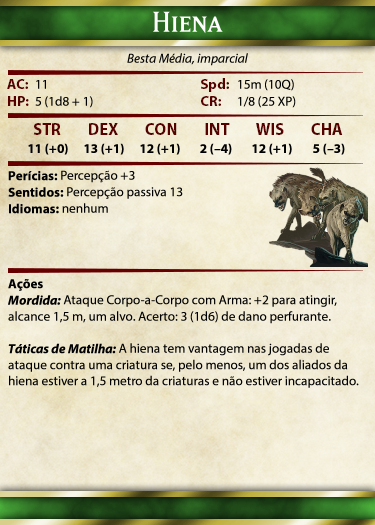 HIENA
Besta Média, imparcial
AC: 11 Spd: 15m (10Q)
HP: 5 (1d8 + 1) CR: 1/8 (25 XP)
STR DEX CON INT WIS CHA
11 (+0) 13 (+1) 12 (+1) 2 (–4) 12 (+1) 5 (–3)
Perícias: Percepção +3
Sentidos: Percepção passiva 13
Idiomas: nenhum
Ações
Mordida: Ataque Corpo-a-Corpo com Arma: +2 para atingir,
alcance 1,5 m, um alvo. Acerto: 3 (1d6) de dano perfurante.
Táticas de Matilha: A hiena tem vantagem nas jogadas de
ataque contra uma criatura se, pelo menos, um dos aliados da
hiena estiver a 1,5 metro da criaturas e não estiver incapacitado.